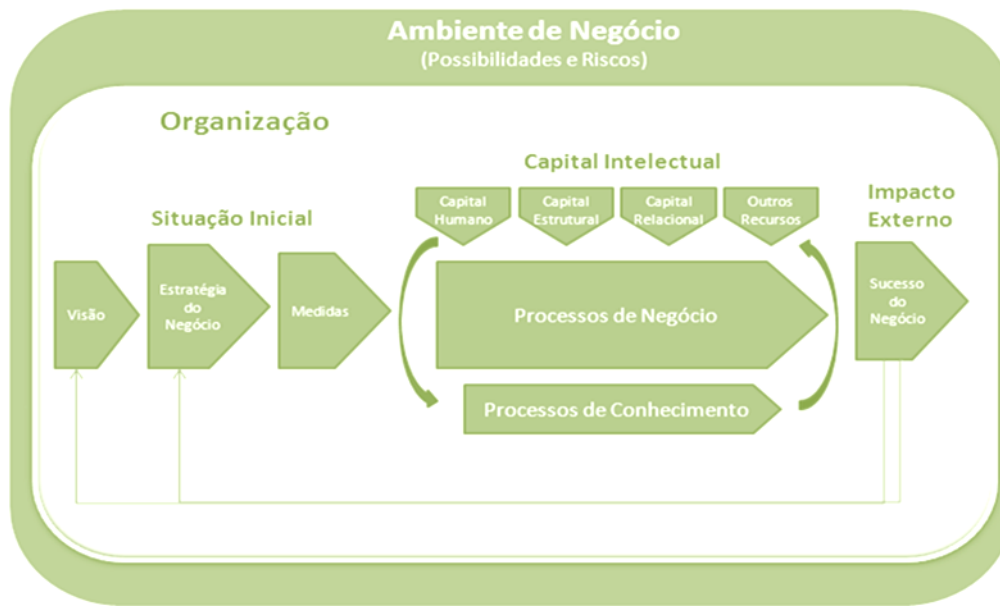 Ambiente de Negócio
(Possibilidades e Riscos)
Organização
Capital Intelectual
Capital
Humano
Capital
Estrutural
Capital
Relacional
Outros
Recursos
Impacto
Externo
Situação Inicial
Visão
Estratégia
do
Negócio
Medidas
Processos de Negócio
Sucesso
do
Negócio
Processos de Conhecimento